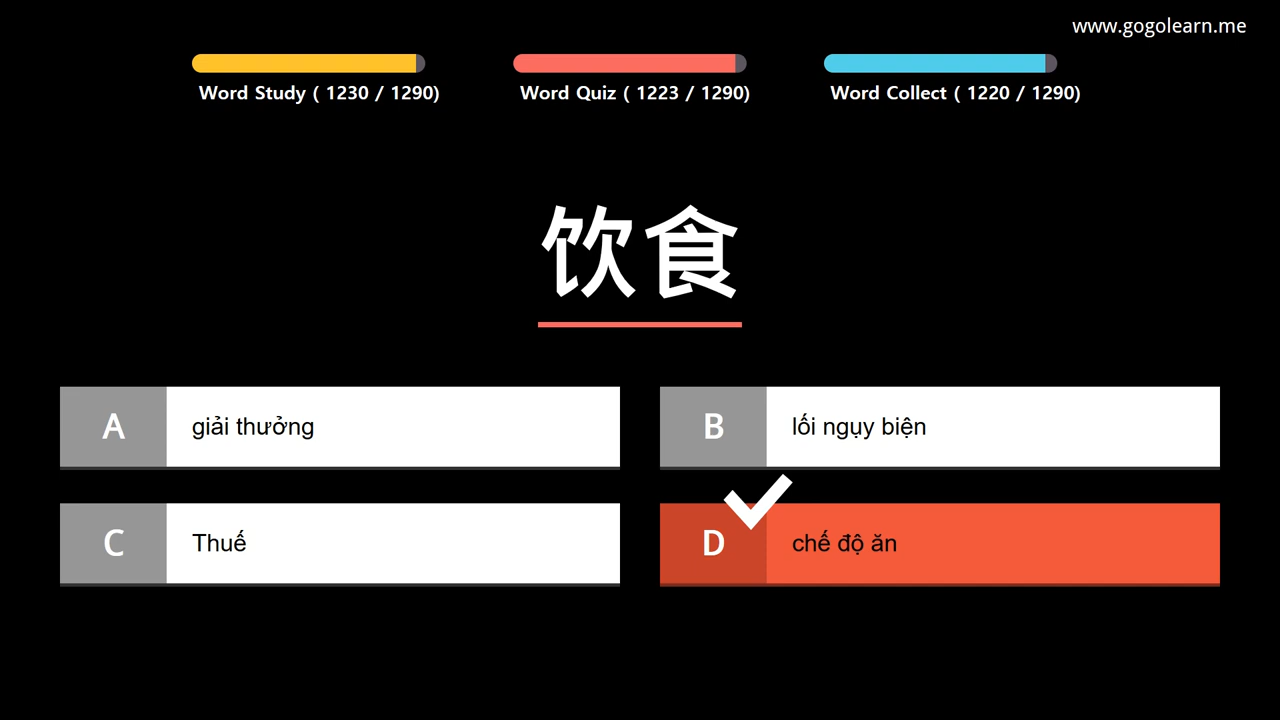 www.gogolearn.me
Word Study ( 1230 / 1290)
Word Quiz ( 1223 / 1290)
Word Collect ( 1220 / 1290)
饮食
A giải thưởng
B lối ngụy biện
C Thuế
D chế độ ăn